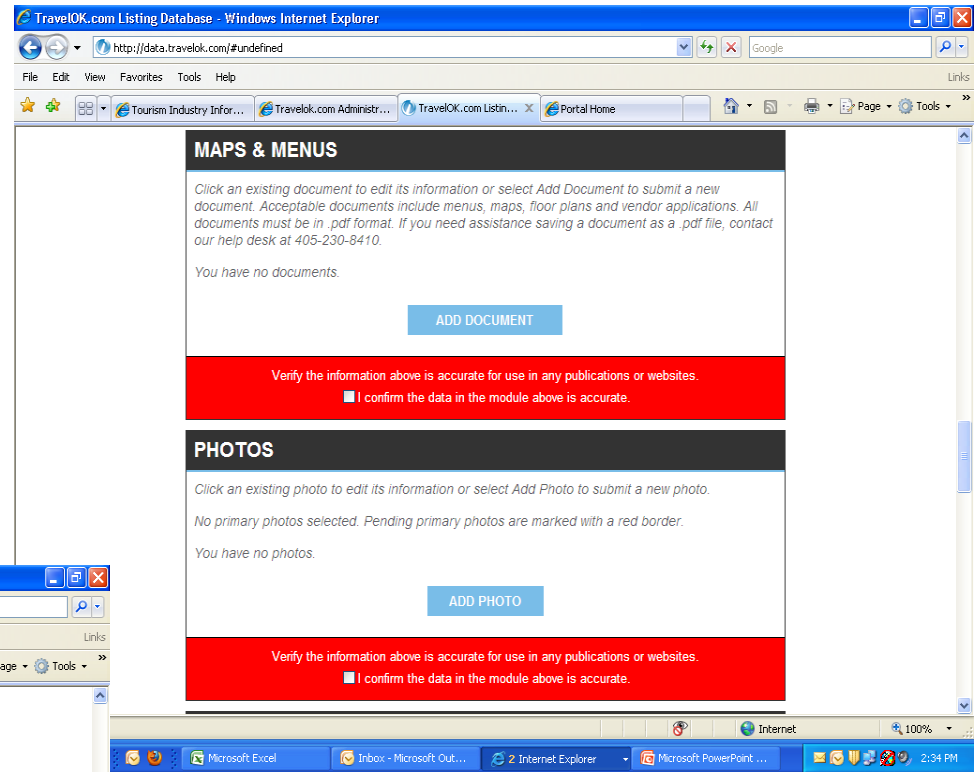 TravelOK.com Listing Database - Windows Internet Explorer
http://data.travelok.com/#undefined
Google
File Edit View Favorites Tools Help
Links
Tourism Industry Infor... Travelok.com Administr... TravelOK.com Listin... Portal Home
Page Tools
MAPS & MENUS
Click an existing document to edit its information or select Add Document to submit a new
document. Acceptable documents include menus, maps, floor plans and vendor applications. All
documents must be in .pdf format. If you need assistance saving a document as a .pdf file, contact
our help desk at 405-230-8410.
You have no documents.
ADD DOCUMENT
Verify the information above is accurate for use in any publications or websites.
I confirm the data in the module above is accurate.
PHOTOS
Click an existing photo to edit its information or select Add Photo to submit a new photo.
No primary photos selected. Pending primary photos are marked with a red border.
You have no photos.
ADD PHOTO
Verify the information above is accurate for use in any publications or websites.
I confirm the data in the module above is accurate.
Links
age Tools
Internet
100%
Microsoft Excel Inbox - Microsoft Out... 2 Internet Explorer Microsoft PowerPoint ... 2:34 PM